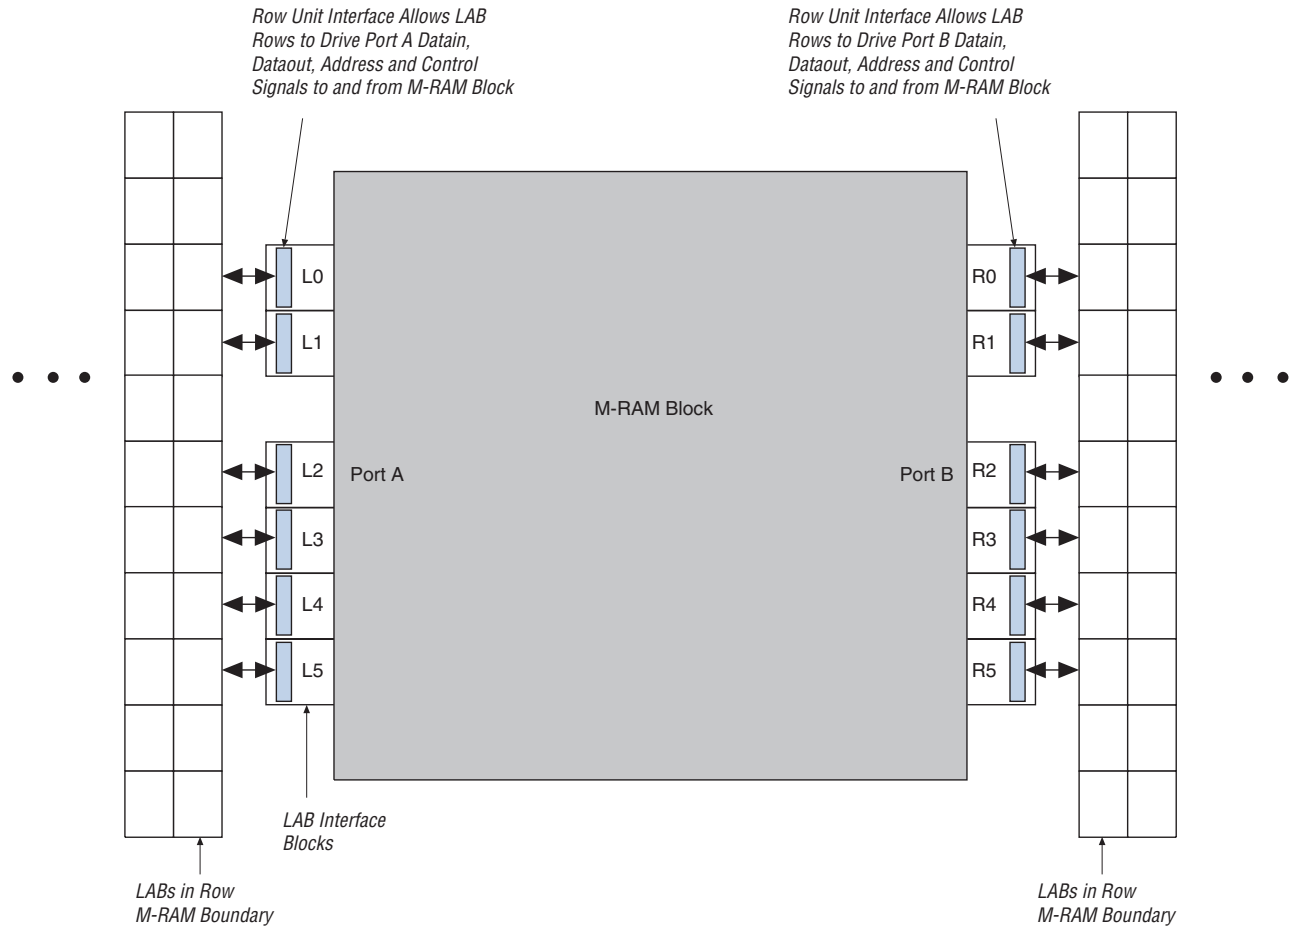 Row Unit Interface Allows LAB
Rows to Drive Port A Datain,
Dataout, Address and Control
Signals to and from M-RAM Block
Row Unit Interface Allows LAB
Rows to Drive Port B Datain,
Dataout, Address and Control
Signals to and from M-RAM Block
L0
R0
L1
R1
M-RAM Block
L2
Port A
Port B
R2
L3
R3
L4
R4
L5
R5
LAB Interface
Blocks
LABs in Row
M-RAM Boundary
LABs in Row
M-RAM Boundary